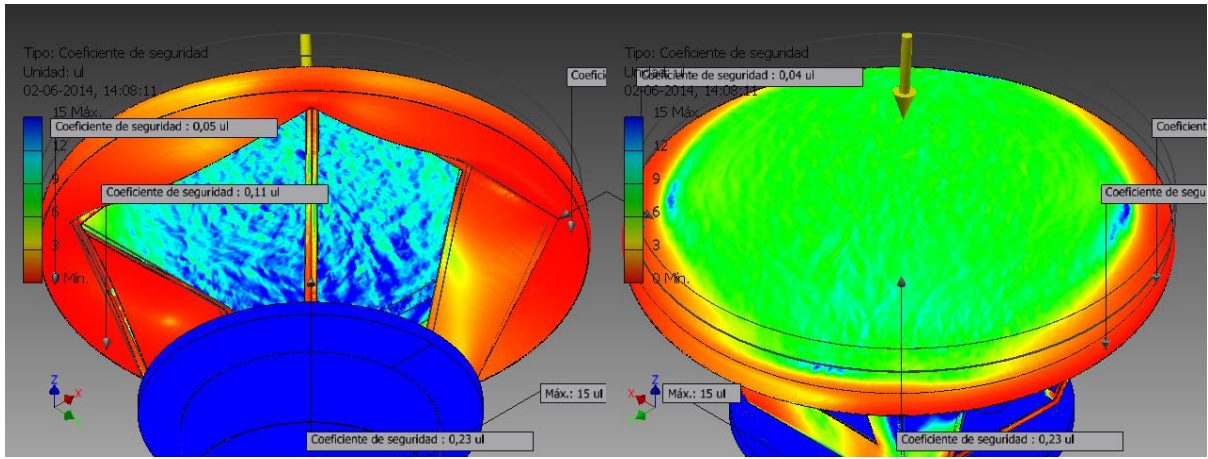 Tipo: Coeficiente de seguridad
Unidad: ul
02-06-2014, 14:08:11
15 Máx.
Coeficiente de seguridad : 0,05 ul
12
9
Coeficiente de seguridad : 0,11 ul
6
3
0 Mín.
Z
X
Máx.: 15 ul
Coeficiente de seguridad : 0,23 ul
Tipo: Coeficiente de seguridad
Unidad: ul
Coeficiente de seguridad : 0,04 ul
02-06-2014, 14:08:11
15 Máx.
12
9
6
3
0 Mín.
Coeficient
Coeficiente de segu
Z
X
Máx.: 15 ul
Coeficiente de seguridad : 0,23 ul